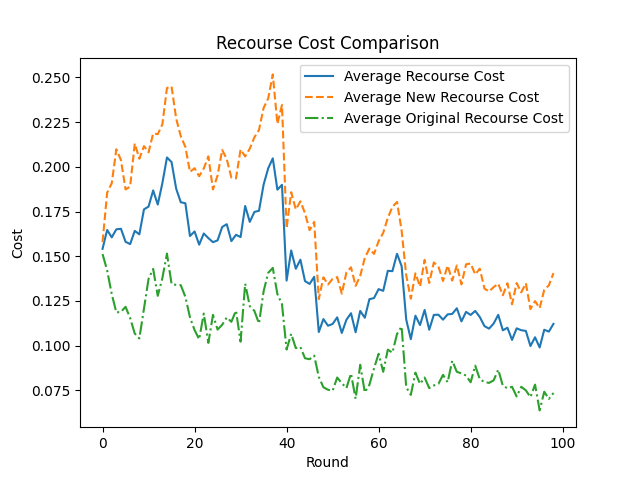 Recourse Cost Comparison
Average Recourse Cost
Average New Recourse Cost
Average Original Recourse Cost
0.250
0.225
0.200
0.175
0.150
0.125
0.100
0.075
Cost
0 20 40 60 80 100
Round